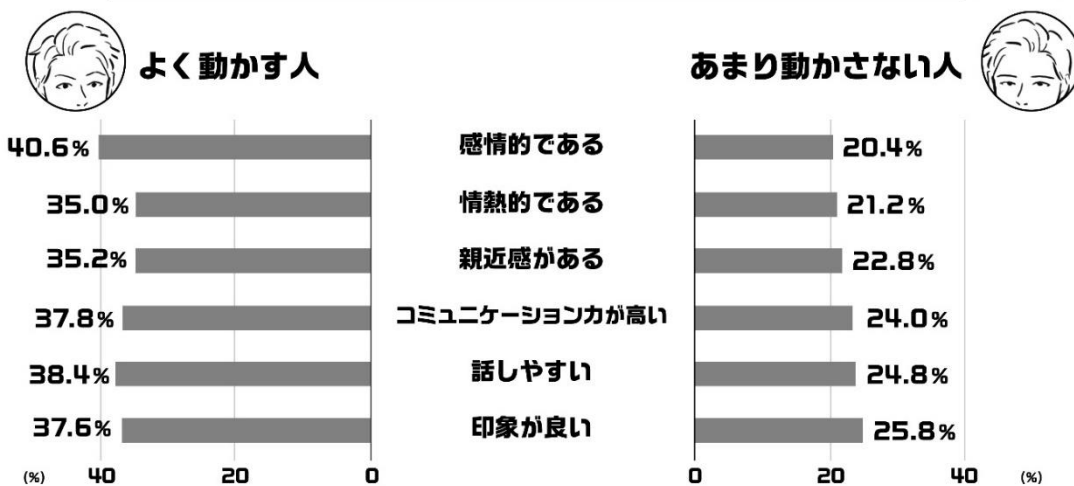 よく動かす人 あまり動かさない人
40.6% 感情的である 20.4%
35.0% 情熱的である 21.2%
35.2% 親近感がある 22.8%
37.8% コミュニケーション力が高い 24.0%
38.4% 話しやすい 24.8%
37.6% 印象が良い 25.8%
(%) 40 20 0 0 20 40 (%)